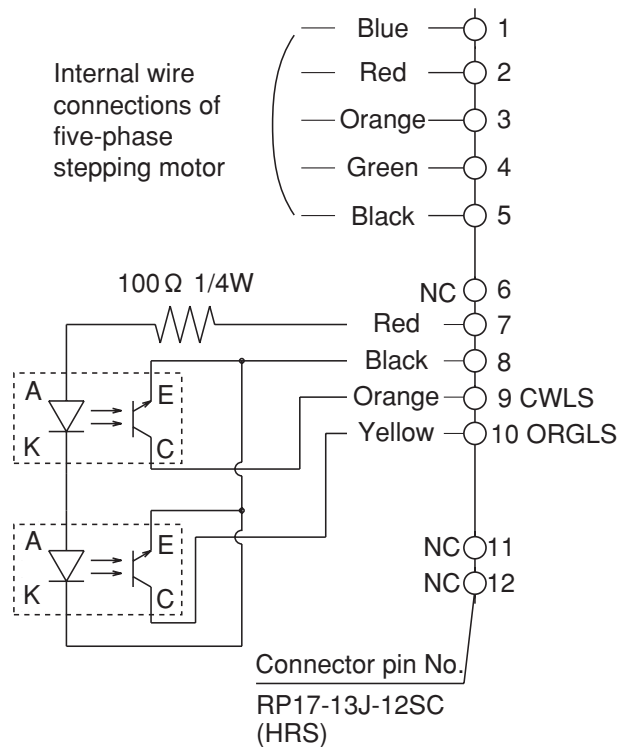 Internal wire
connections of
five-phase
stepping motor
Blue 1
Red 2
Orange 3
Green 4
Black 5
NC 6
100 Ω 1/4W
Red 7
Black 8
Orange 9 CWLS
Yellow 10 ORGLS
A E
K C
A E
K C
NC 11
NC 12
Connector pin No.
RP17-13J-12SC
(HRS)